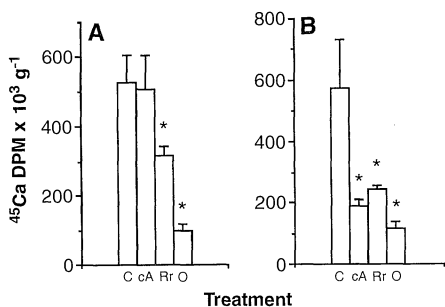 A
B
⁴⁵Ca DPM x 10³ g⁻¹
600
400
200
0
*
*
C cA Rr O
800
600
400
200
0
*
*
*
C cA Rr O
Treatment